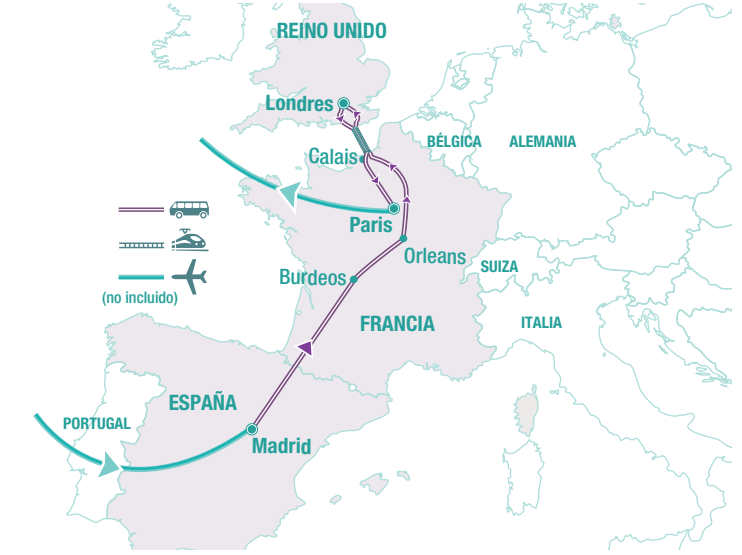 REINO UNIDO
Londres
BÉLGICA
ALEMANIA
Calais
Paris
Orleans
SUIZA
Burdeos
(no incluido)
FRANCIA
ITALIA
ESPAÑA
PORTUGAL
Madrid